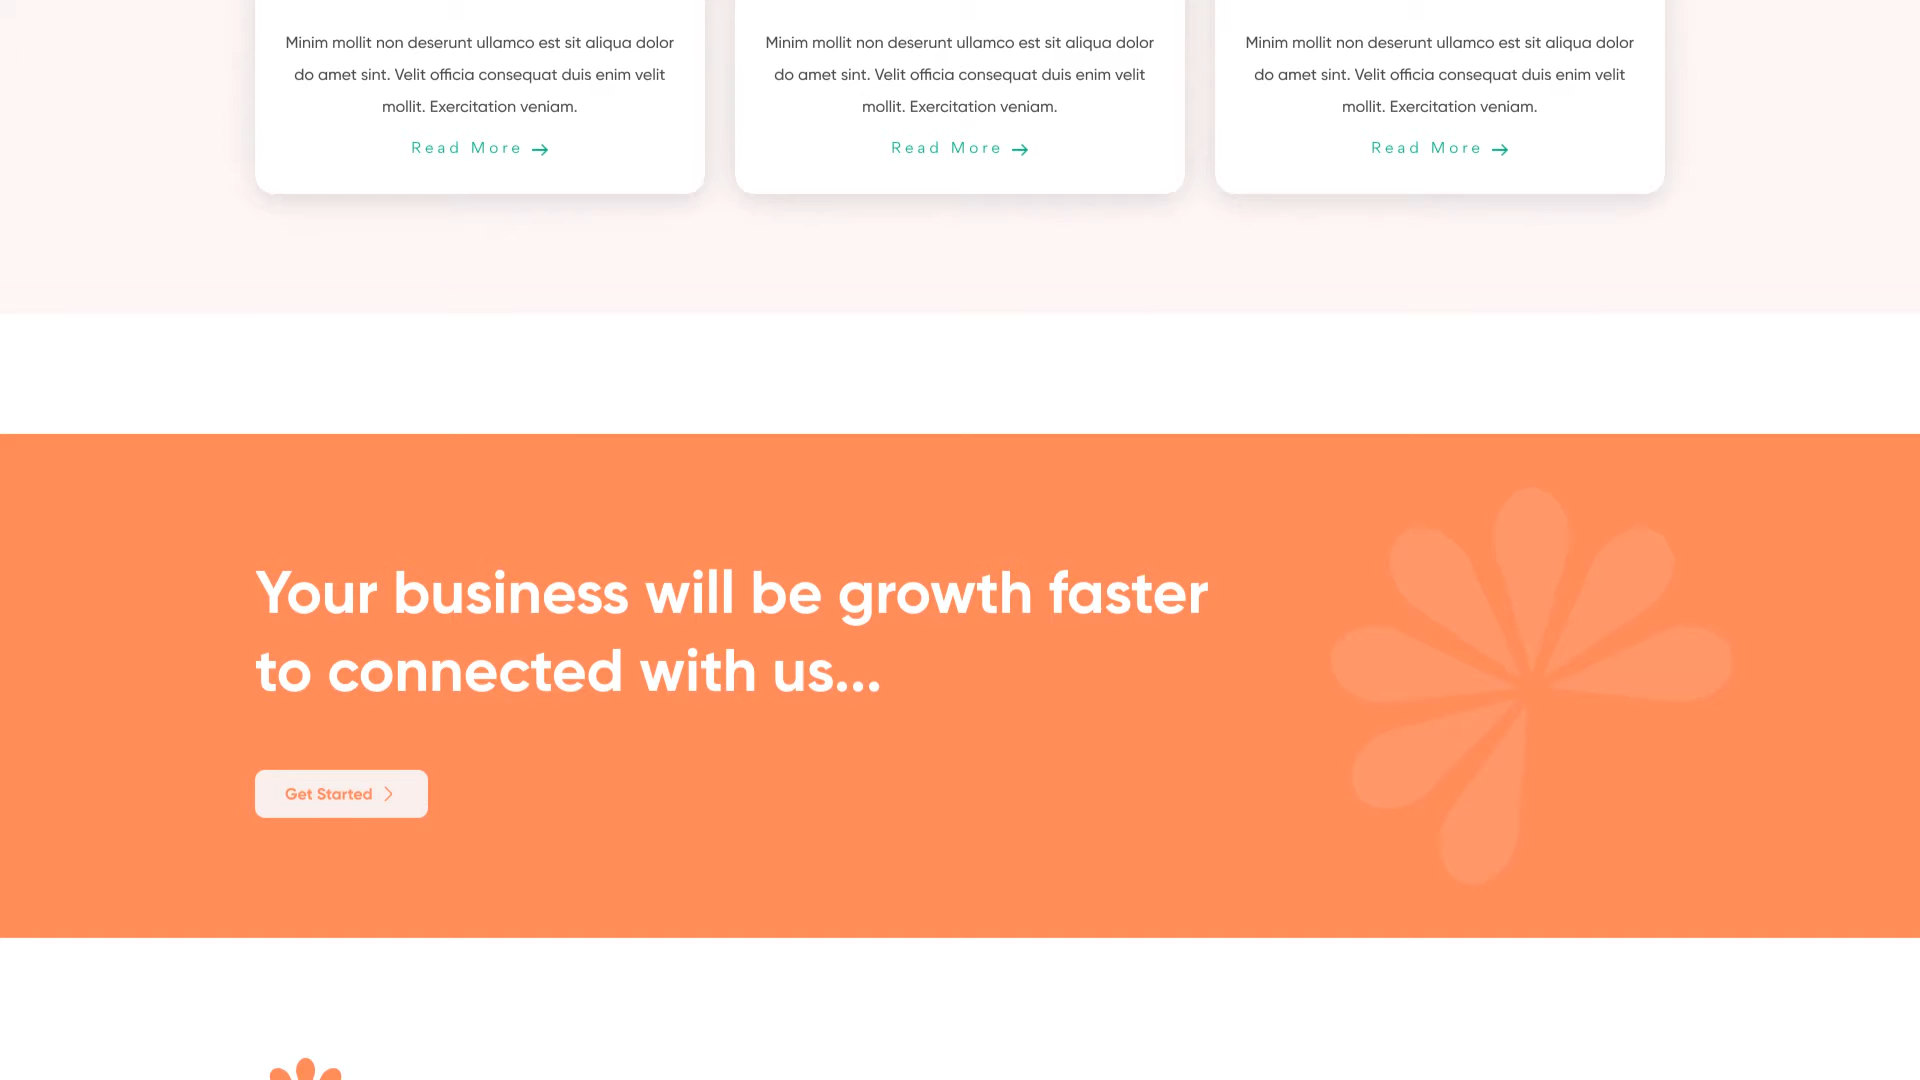 Minim mollit non deserunt ullamco est sit aliqua dolor
do amet sint. Velit officia consequat duis enim velit
mollit. Exercitation veniam.
Read More
Minim mollit non deserunt ullamco est sit aliqua dolor
do amet sint. Velit officia consequat duis enim velit
mollit. Exercitation veniam.
Read More
Minim mollit non deserunt ullamco est sit aliqua dolor
do amet sint. Velit officia consequat duis enim velit
mollit. Exercitation veniam.
Read More
Your business will be growth faster
to connected with us...
Get Started